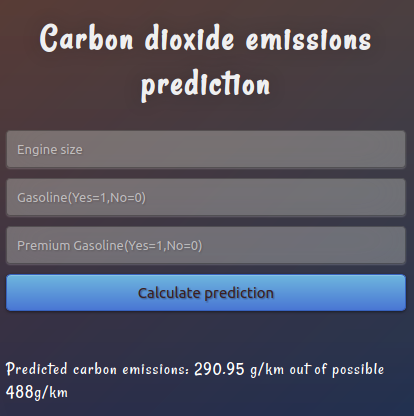 Carbon dioxide emissions
prediction
Engine size
Gasoline(Yes=1,No=0)
Premium Gasoline(Yes=1,No=0)
Calculate prediction
Predicted carbon emissions: 290.95 g/km out of possible
488g/km